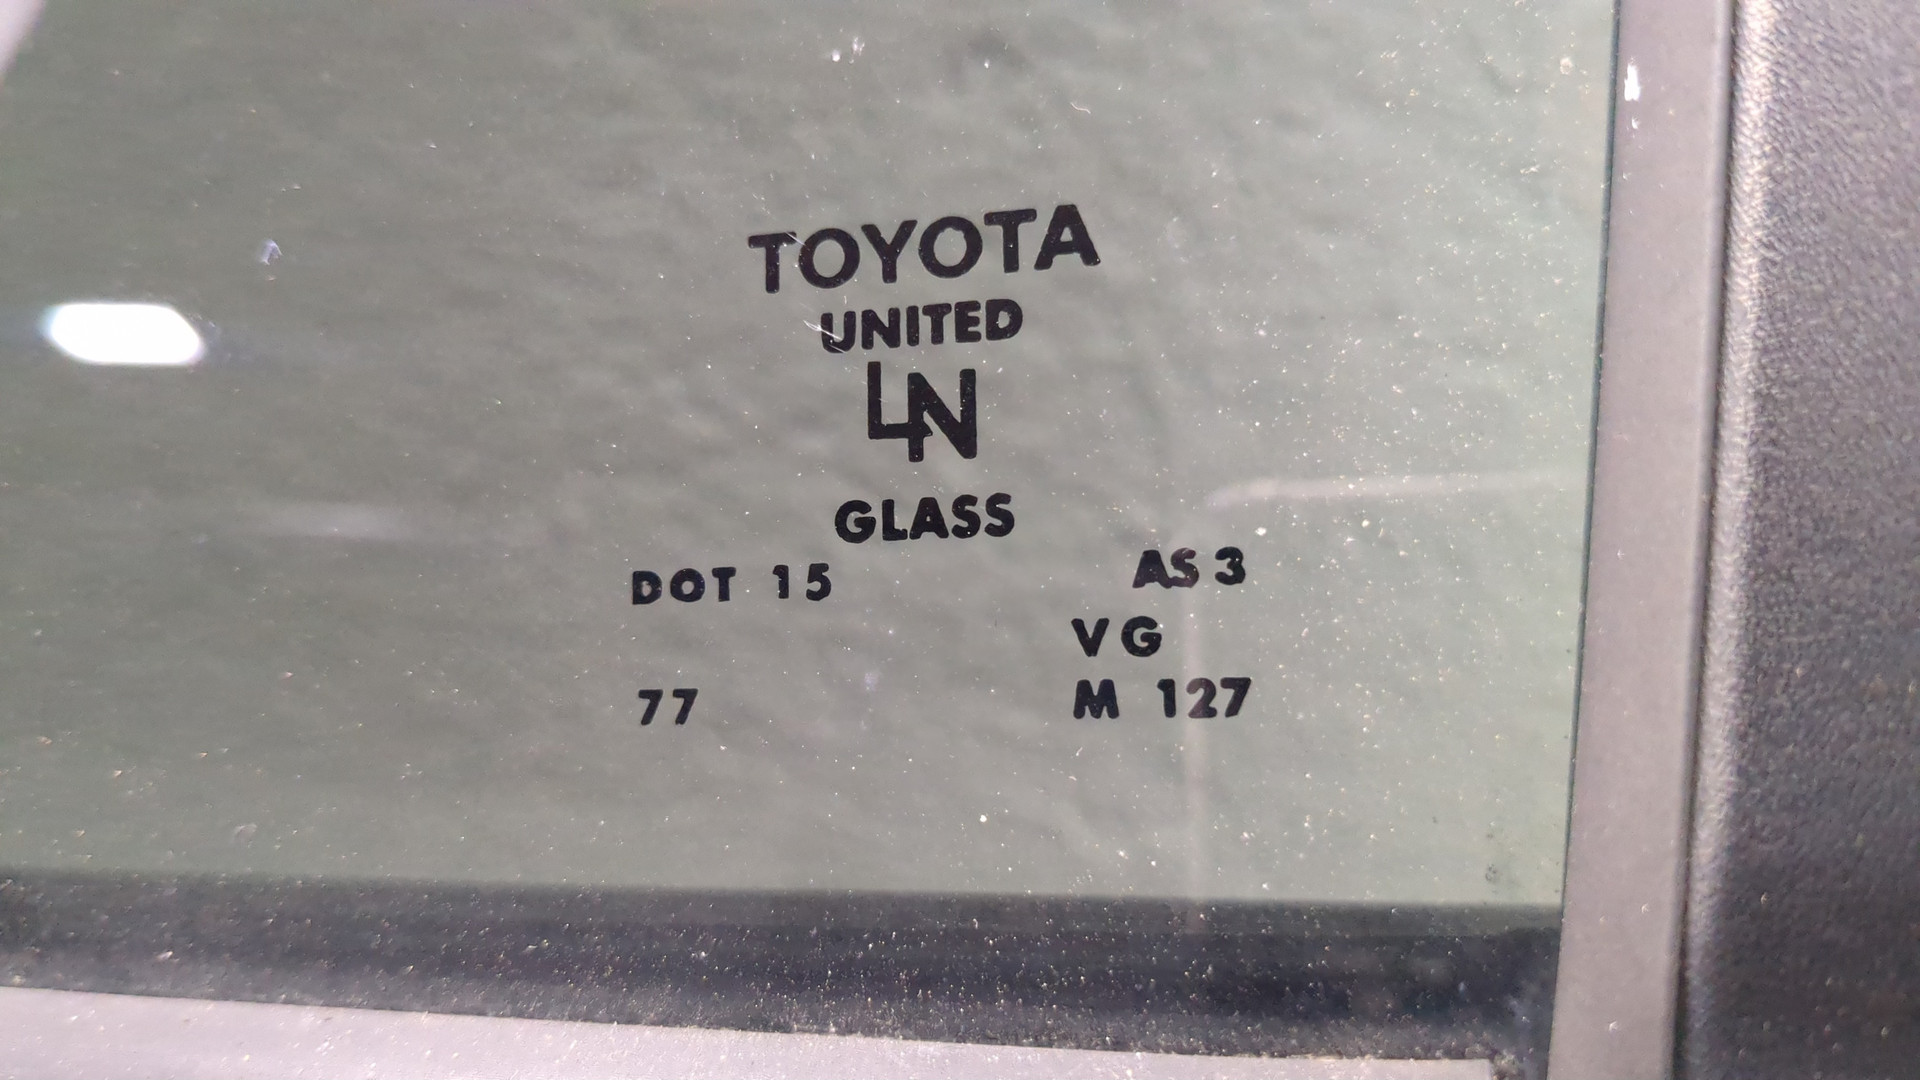 TOYOTA
UNITED
LN
GLASS
DOT 15 AS 3
VG
77 M 127